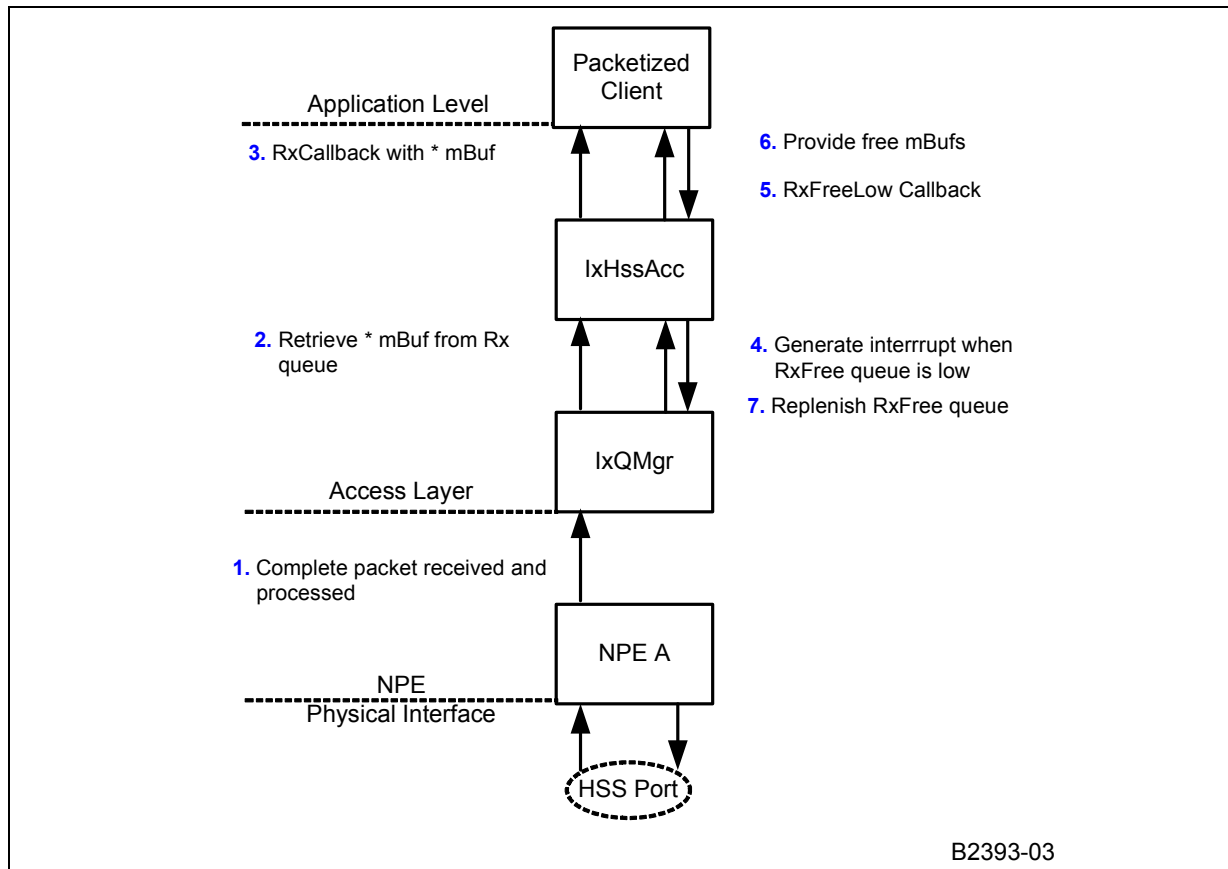 Packetized
Client
Application Level
3. RxCallback with * mBuf
6. Provide free mBufs
5. RxFreeLow Callback
IxHssAcc
2. Retrieve * mBuf from Rx
queue
4. Generate interrrupt when
RxFree queue is low
7. Replenish RxFree queue
IxQMgr
Access Layer
1. Complete packet received and
processed
NPE A
NPE
Physical Interface
HSS Port
B2393-03